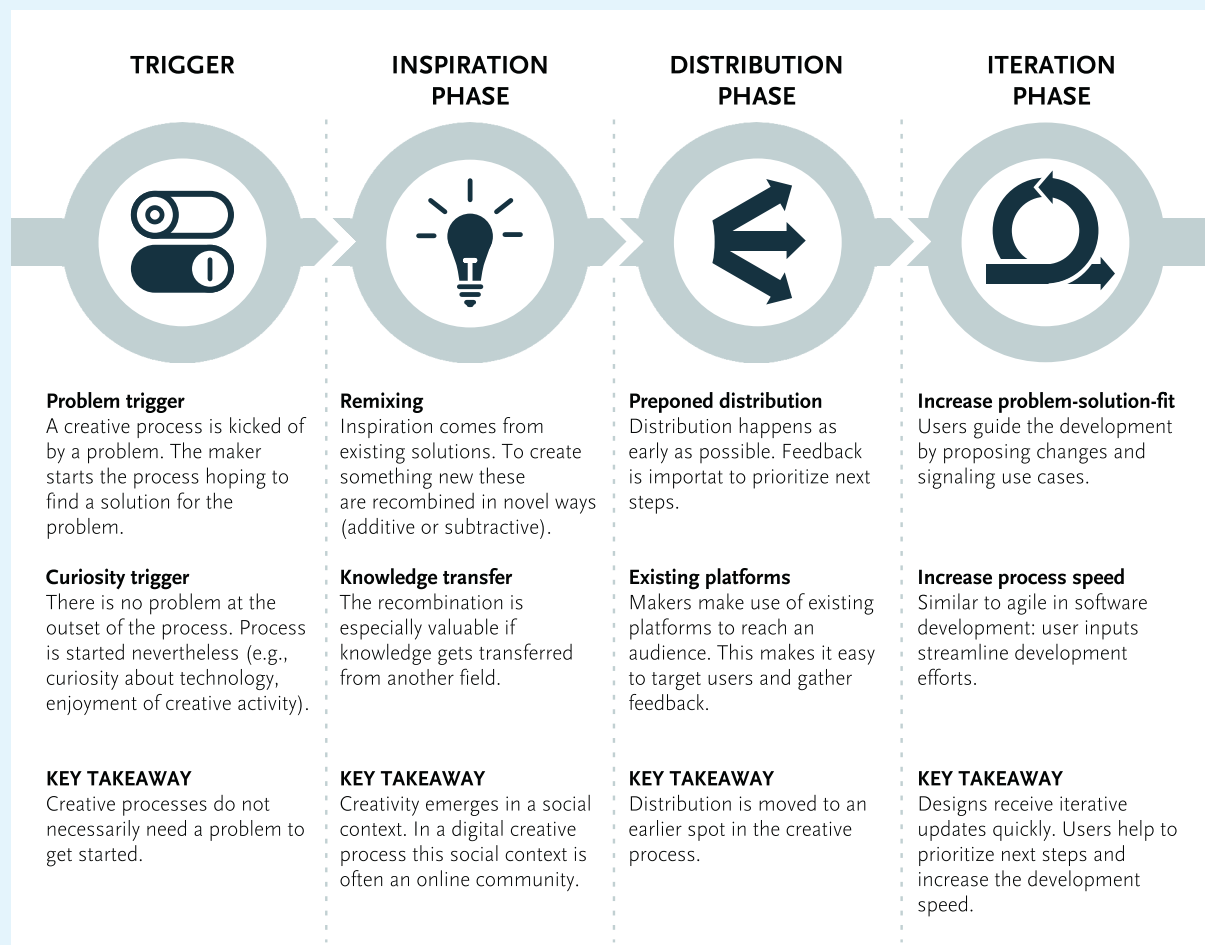 TRIGGER
INSPIRATION
PHASE
DISTRIBUTION
PHASE
ITERATION
PHASE
Problem trigger
A creative process is kicked of
by a problem. The maker
starts the process hoping to
find a solution for the
problem.
Curiosity trigger
There is no problem at the
outset of the process. Process
is started nevertheless (e.g.,
curiosity about technology,
enjoyment of creative activity).
KEY TAKEAWAY
Creative processes do not
necessarily need a problem to
get started.
Remixing
Inspiration comes from
existing solutions. To create
something new these
are recombined in novel ways
(additive or subtractive).
Knowledge transfer
The recombination is
especially valuable if
knowledge gets transferred
from another field.
KEY TAKEAWAY
Creativity emerges in a social
context. In a digital creative
process this social context is
often an online community.
Preponed distribution
Distribution happens as
early as possible. Feedback
is importat to prioritize next
steps.
Existing platforms
Makers make use of existing
platforms to reach an
audience. This makes it easy
to target users and gather
feedback.
KEY TAKEAWAY
Distribution is moved to an
earlier spot in the creative
process.
Increase problem-solution-fit
Users guide the development
by proposing changes and
signaling use cases.
Increase process speed
Similar to agile in software
development: user inputs
streamline development
efforts.
KEY TAKEAWAY
Designs receive iterative
updates quickly. Users help to
prioritize next steps and
increase the development
speed.